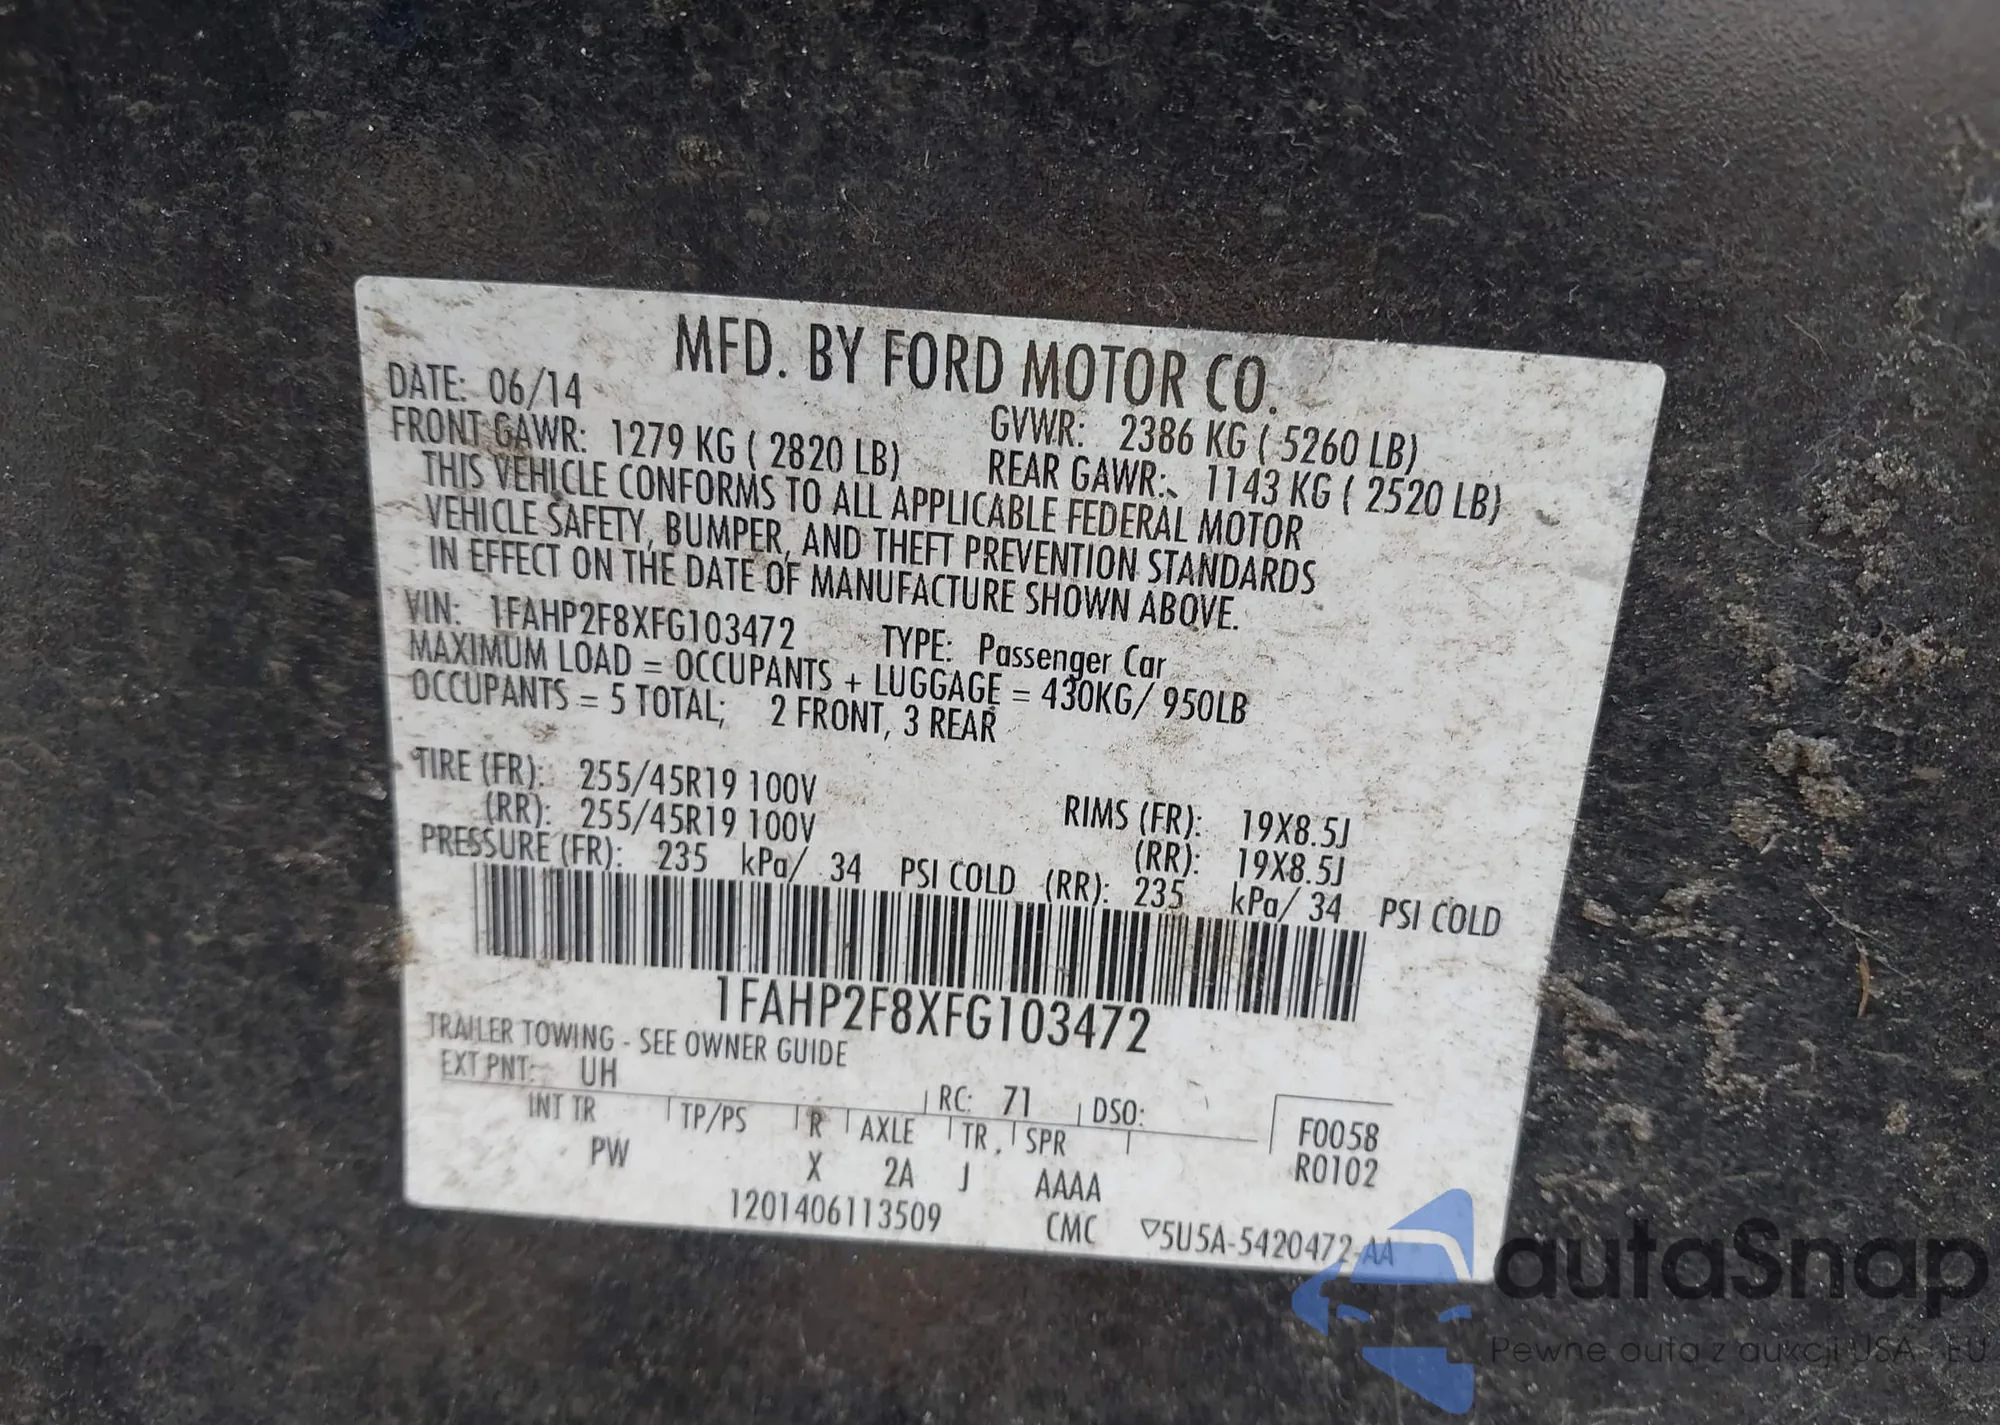 MFD. BY FORD MOTOR CO.
DATE: 06/14 GVWR: 2386 KG ( 5260 LB)
FRONT GAWR: 1279 KG ( 2820 LB) REAR GAWR: 1143 KG ( 2520 LB)
THIS VEHICLE CONFORMS TO ALL APPLICABLE FEDERAL MOTOR
VEHICLE SAFETY, BUMPER, AND THEFT PREVENTION STANDARDS
IN EFFECT ON THE DATE OF MANUFACTURE SHOWN ABOVE.
VIN: 1FAHP2F8XFG103472 TYPE: Passenger Car
MAXIMUM LOAD = OCCUPANTS + LUGGAGE = 430KG/ 950LB
OCCUPANTS = 5 TOTAL; 2 FRONT, 3 REAR
TIRE (FR): 255/45R19 100V RIMS (FR): 19X8.5J
(RR): 255/45R19 100V (RR): 19X8.5J
PRESSURE (FR): 235 kPa/ 34 PSI COLD (RR): 235 kPa/ 34 PSI COLD
1FAHP2F8XFG103472
TRAILER TOWING - SEE OWNER GUIDE
EXT PNT: UH RC: 71 DSO: F0058
INT TR TP/PS R AXLE TR SPR R0102
PW X 2A J AAAA
1201406113509 CMC ▽5U5A-5420472-AA
autoSnap
Pewne auta z aukcji USA - EU